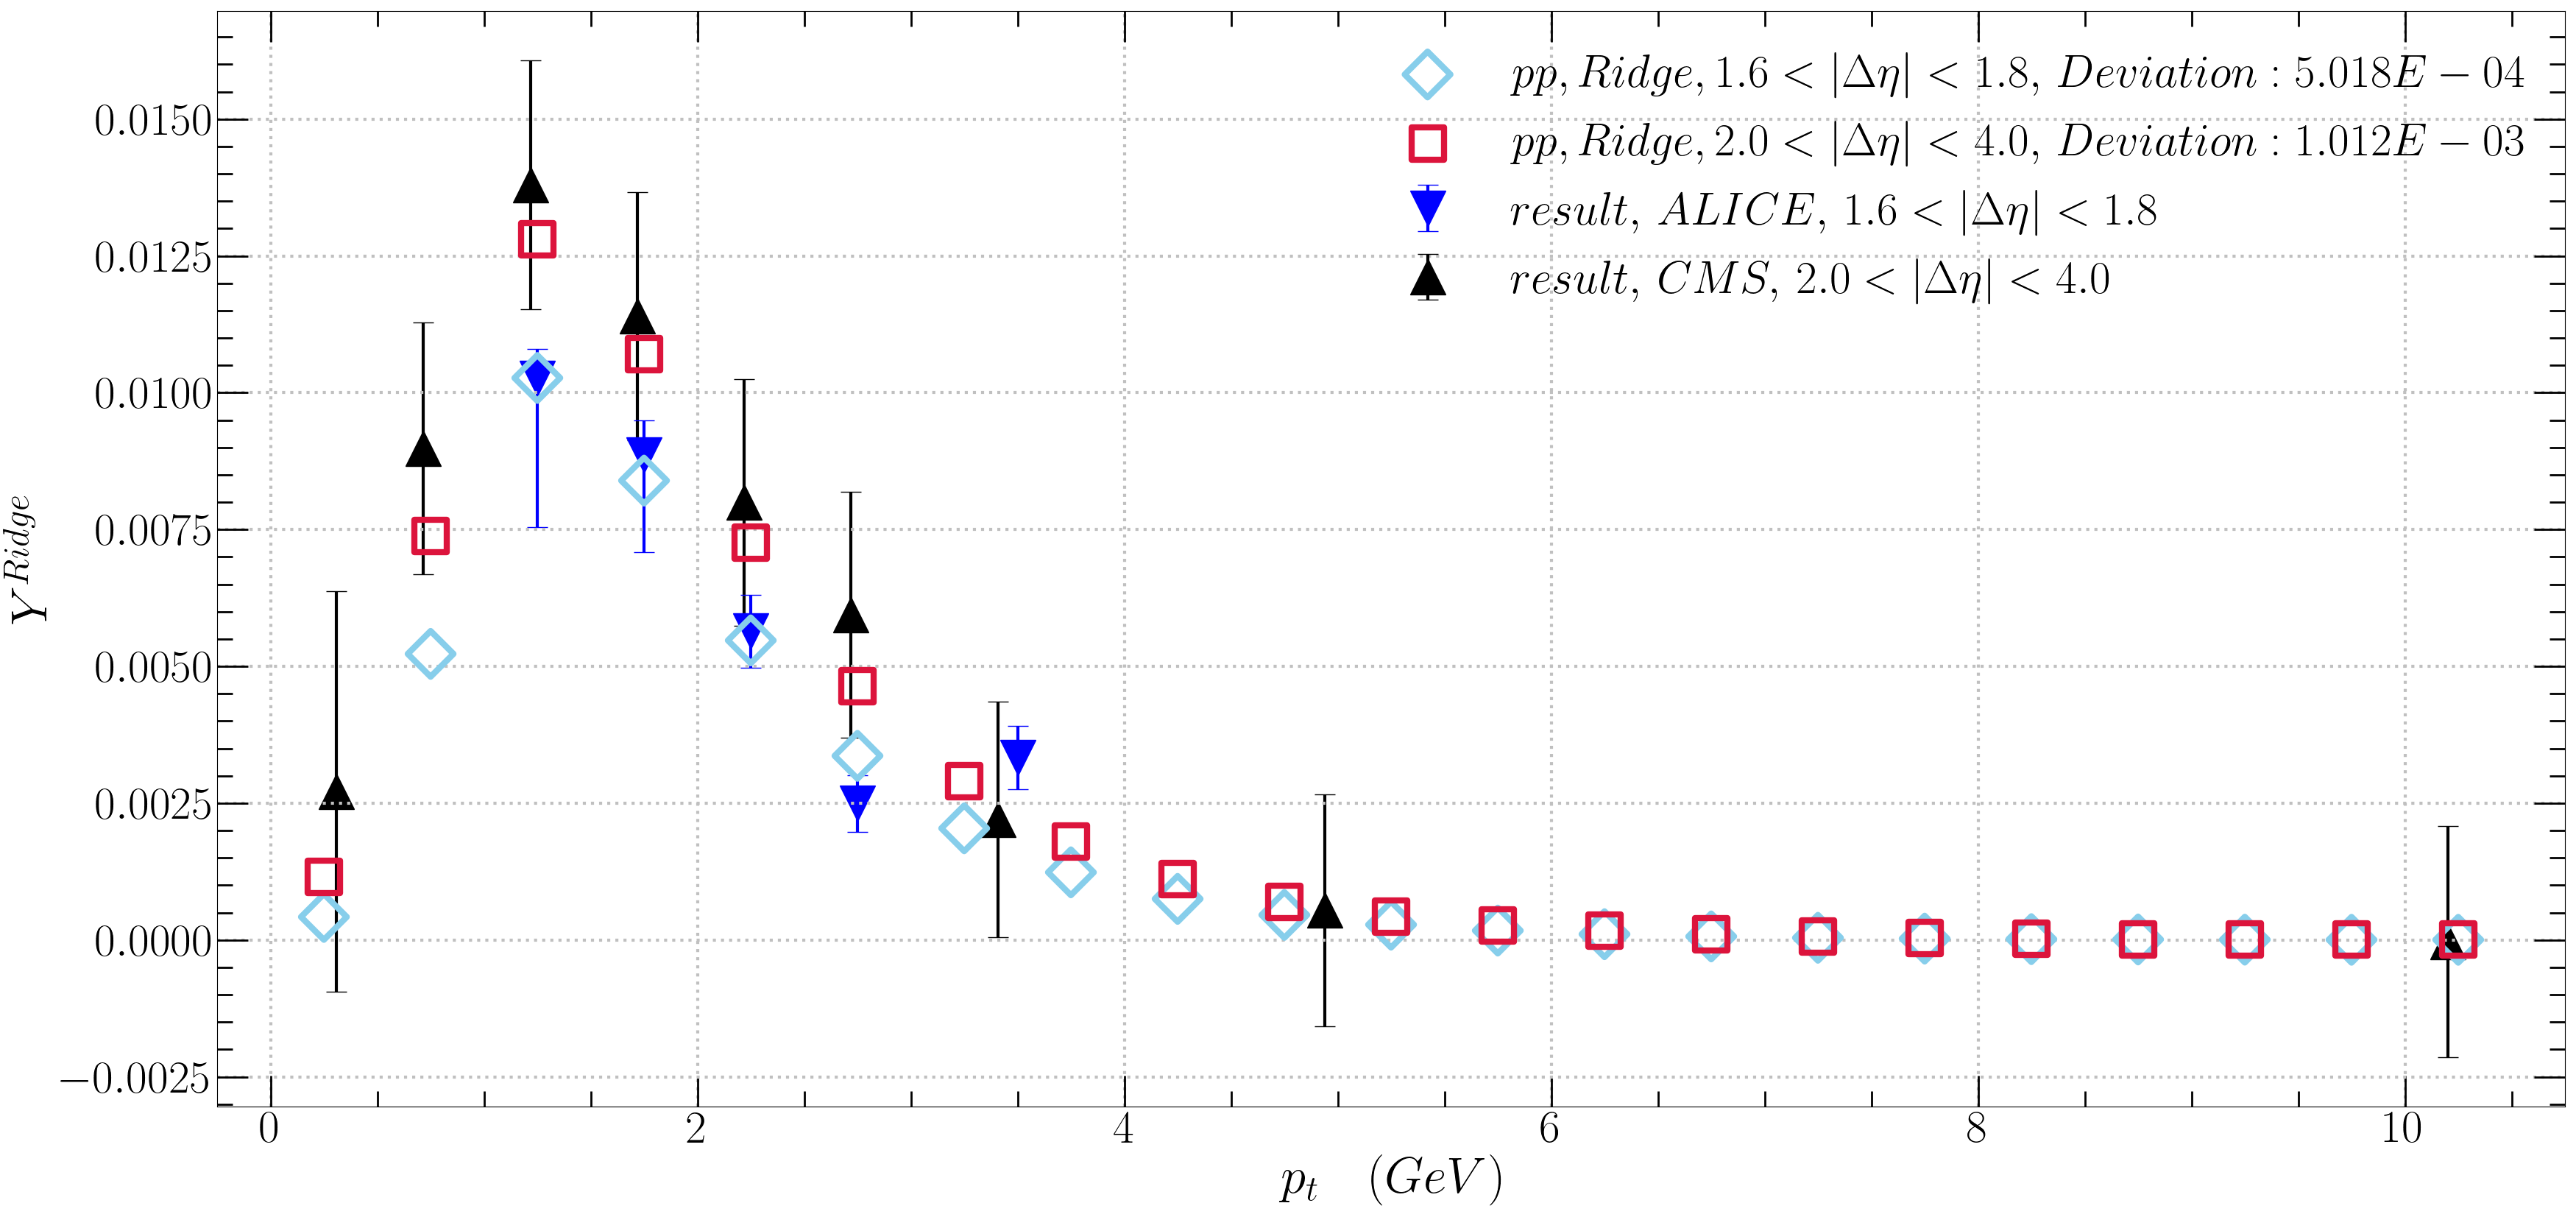 pp, Ridge, 1.6 < |Δη| < 1.8, Deviation : 5.018E − 04
pp, Ridge, 2.0 < |Δη| < 4.0, Deviation : 1.012E − 03
result, ALICE, 1.6 < |Δη| < 1.8
result, CMS, 2.0 < |Δη| < 4.0
0.0150
0.0125
0.0100
0.0075
0.0050
0.0025
0.0000
−0.0025
Y^{Ridge}
0 2 4 6 8 10
p_t (GeV)